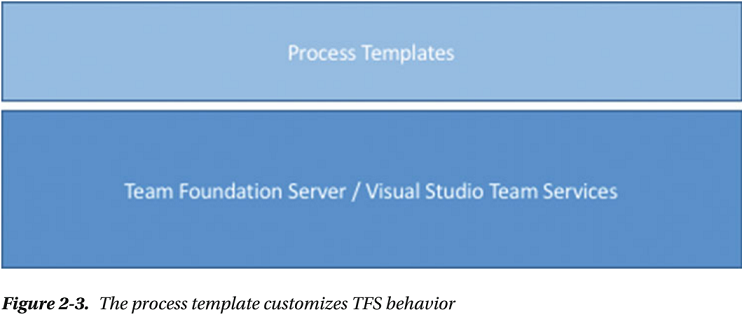 Process Templates
Team Foundation Server / Visual Studio Team Services
Figure 2-3. The process template customizes TFS behavior